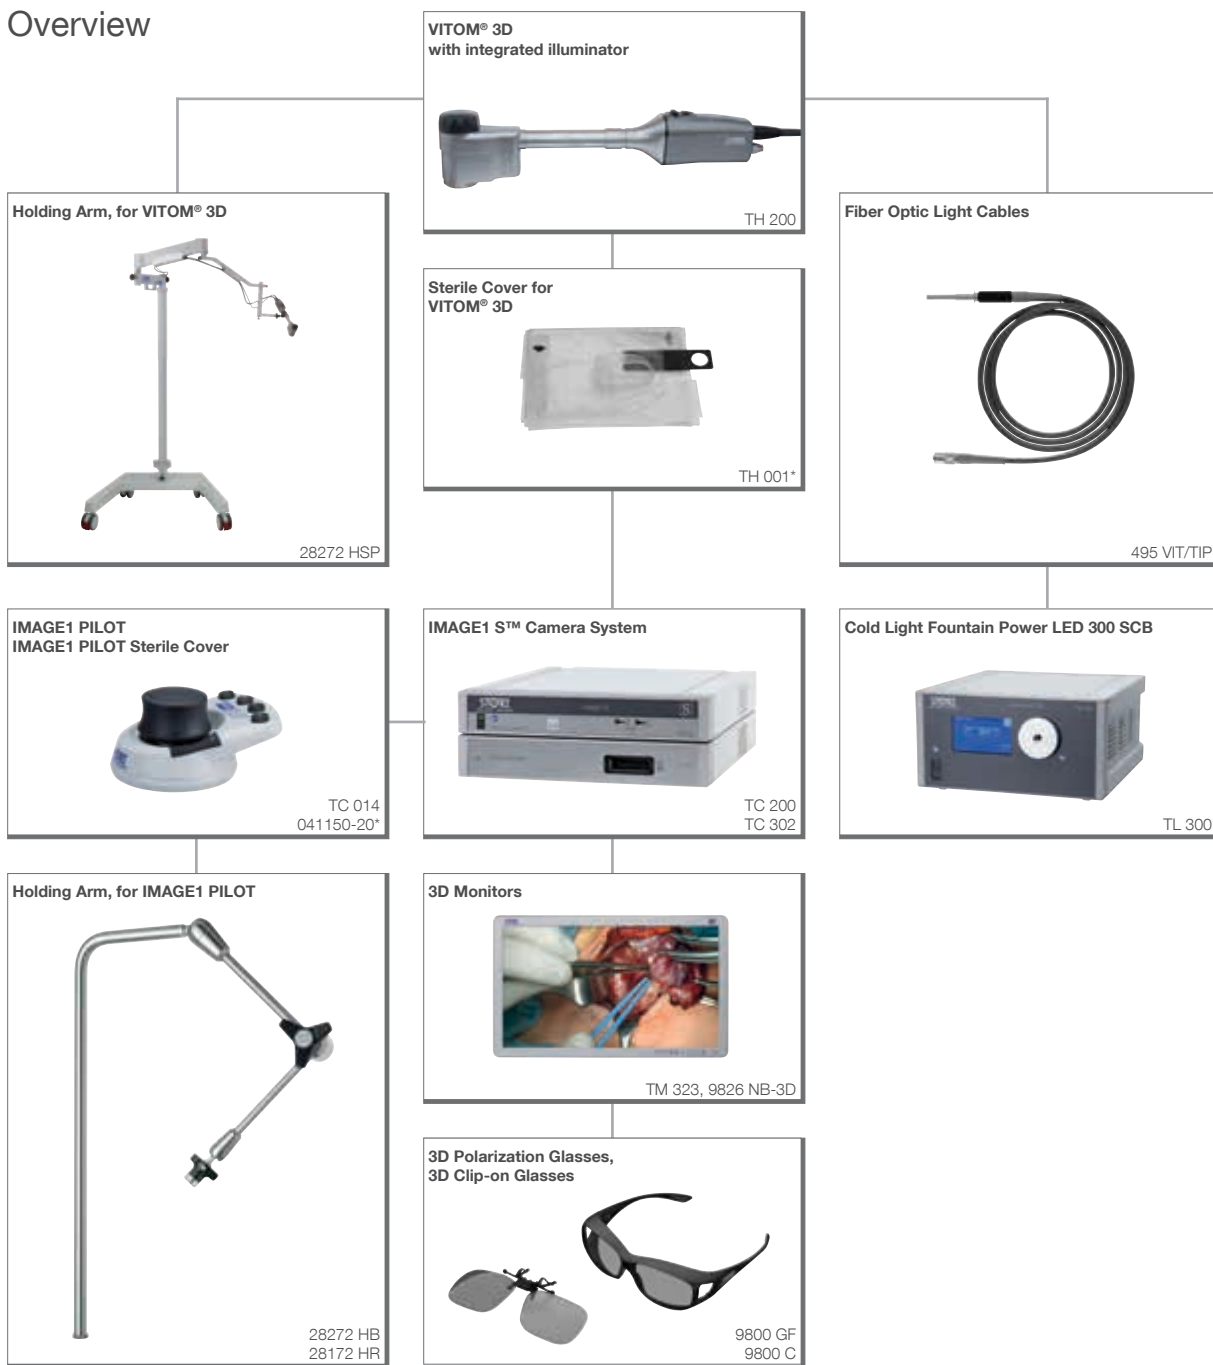 Overview
VITOM® 3D
with integrated illuminator
TH 200
Holding Arm, for VITOM® 3D
28272 HSP
Sterile Cover for
VITOM® 3D
TH 001*
Fiber Optic Light Cables
495 VIT/TIP
IMAGE1 PILOT
IMAGE1 PILOT Sterile Cover
TC 014
041150-20*
IMAGE1 S™ Camera System
STORZ
S
TC 200
TC 302
Cold Light Fountain Power LED 300 SCB
STORZ
TL 300
Holding Arm, for IMAGE1 PILOT
28272 HB
28172 HR
3D Monitors
TM 323, 9826 NB-3D
3D Polarization Glasses,
3D Clip-on Glasses
9800 GF
9800 C